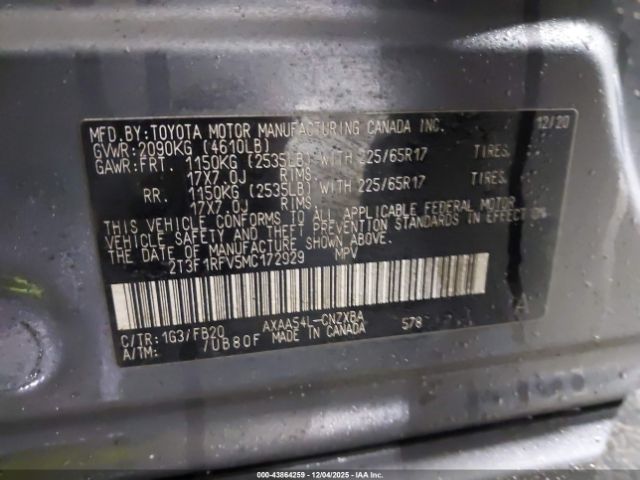 MFD.BY:TOYOTA MOTOR MANUFACTURING CANADA INC. 12/20
GVWR:2090KG (4610LB)
GAWR:FRT. 1150KG (2535LB) WITH 225/65R17 TIRES.
17X7.0J RIMS
RR. 1150KG (2535LB) WITH 225/65R17 TIRES.
17X7.0J RIMS
THIS VEHICLE CONFORMS TO ALL APPLICABLE FEDERAL MOTOR
VEHICLE SAFETY AND THEFT PREVENTION STANDARDS IN EFFECT ON
THE DATE OF MANUFACTURE SHOWN ABOVE.
2T3F1RFV5MC172929 MPV
C/TR:1G3/FB20 AXAA54L-CNZXBA 578 A
A/TM: /UB80F MADE IN CANADA
000-43864259 - 12/04/2025 - IAA Inc.